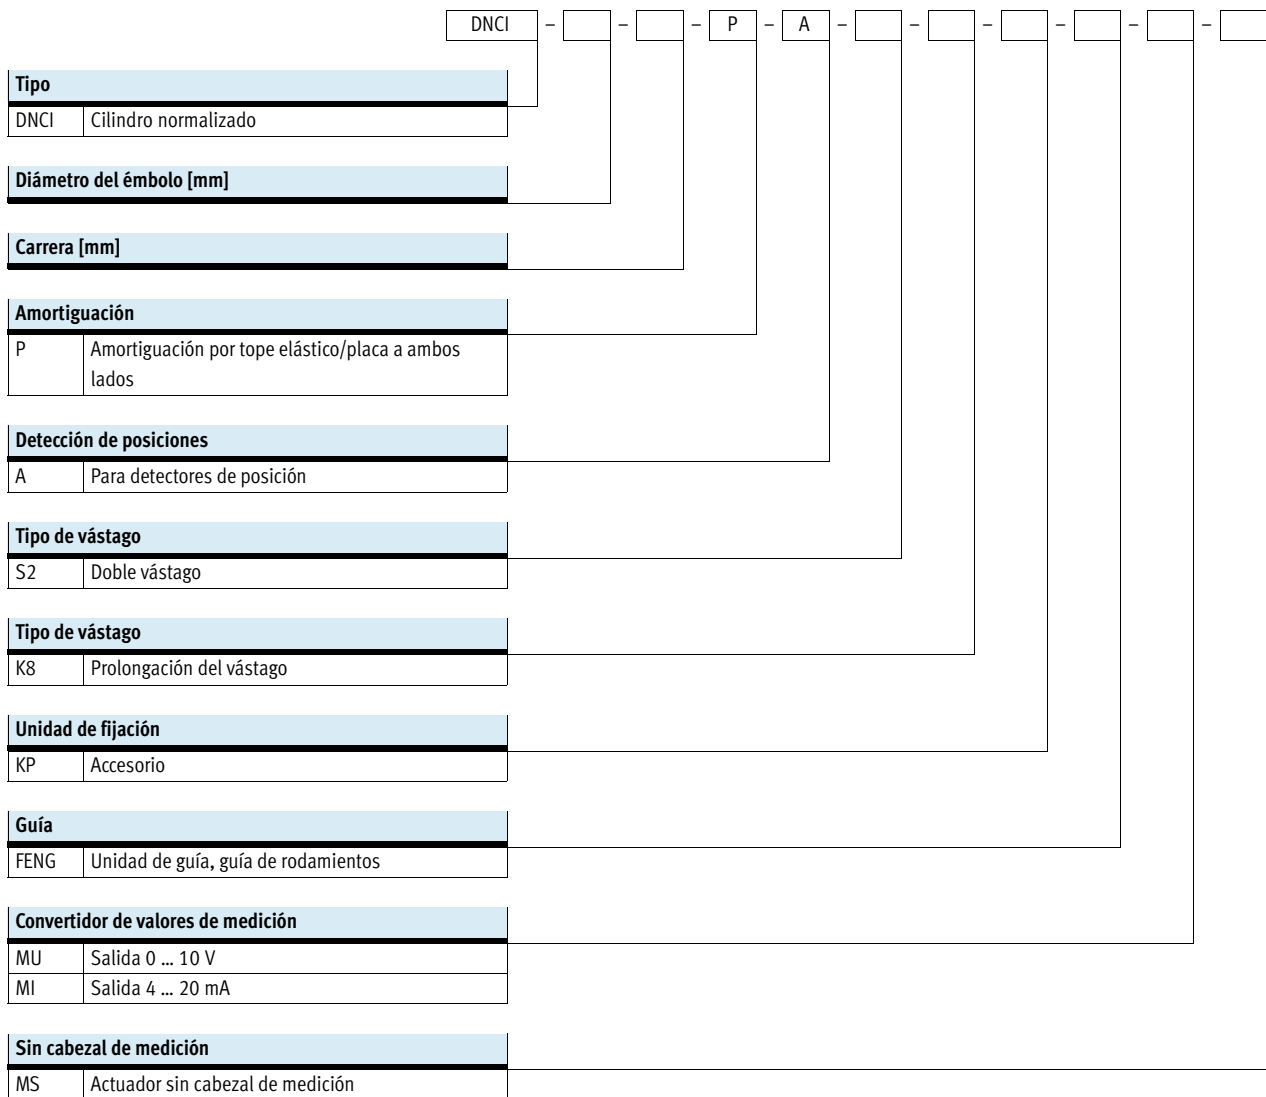 DNCI – – – P – A – – – – – –
Tipo
DNCI Cilindro normalizado
Diámetro del émbolo [mm]
Carrera [mm]
Amortiguación
P Amortiguación por tope elástico/placa a ambos
lados
Detección de posiciones
A Para detectores de posición
Tipo de vástago
S2 Doble vástago
Tipo de vástago
K8 Prolongación del vástago
Unidad de fijación
KP Accesorio
Guía
FENG Unidad de guía, guía de rodamientos
Convertidor de valores de medición
MU Salida 0 ... 10 V
MI Salida 4 ... 20 mA
Sin cabezal de medición
MS Actuador sin cabezal de medición